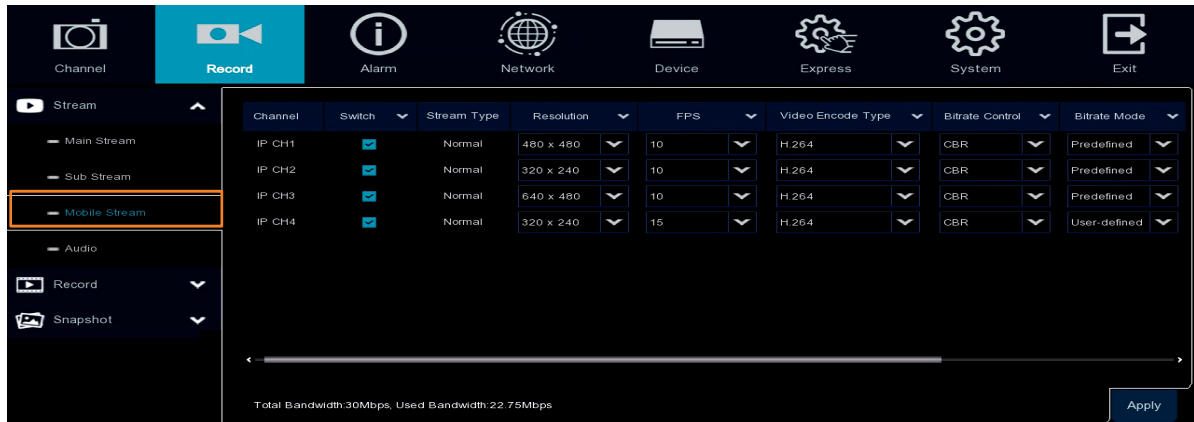 Channel Record Alarm Network Device Express System Exit
Stream
Main Stream
Sub Stream
Mobile Stream
Audio
Record
Snapshot
Channel Switch Stream Type Resolution FPS Video Encode Type Bitrate Control Bitrate Mode
IP CH1 Normal 480 x 480 10 H.264 CBR Predefined
IP CH2 Normal 320 x 240 10 H.264 CBR Predefined
IP CH3 Normal 640 x 480 10 H.264 CBR Predefined
IP CH4 Normal 320 x 240 15 H.264 CBR User-defined
Total Bandwidth:30Mbps, Used Bandwidth:22.75Mbps
Apply